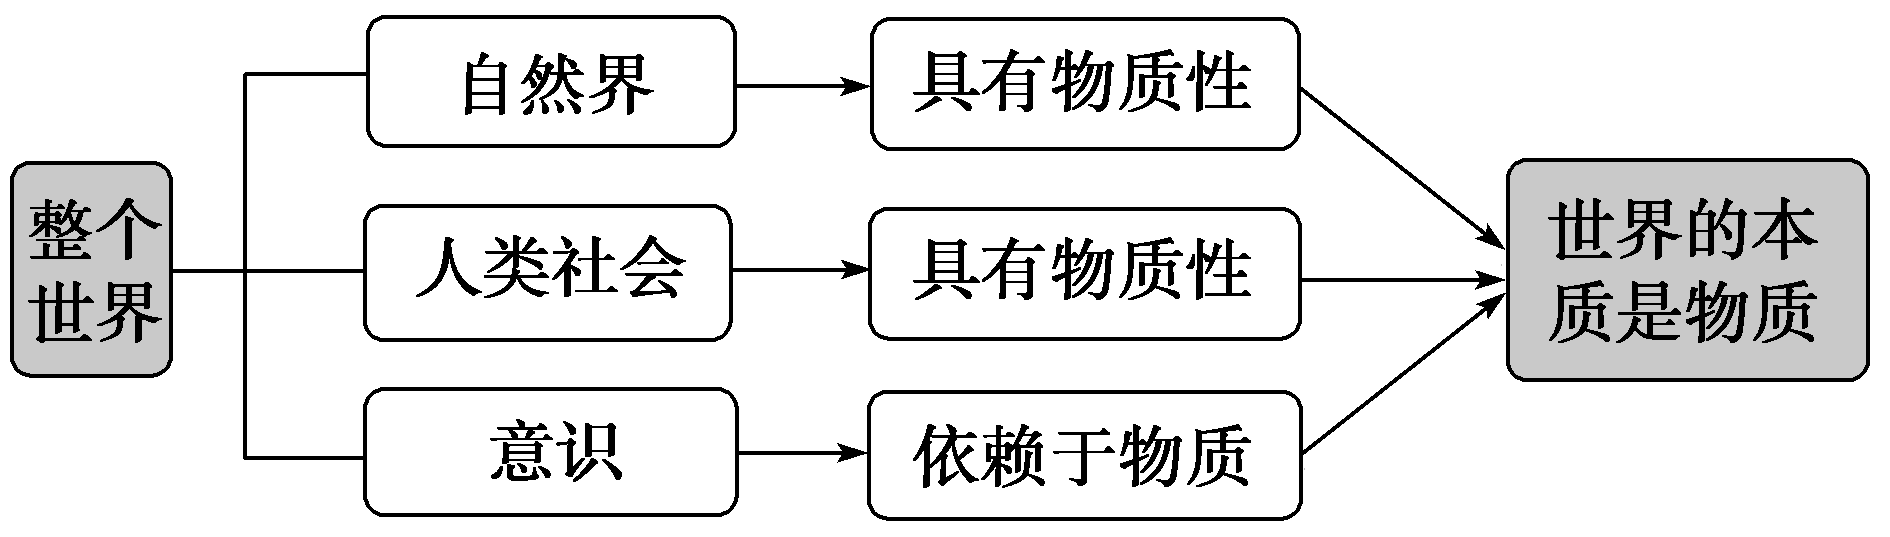 整个
世界
自然界
具有物质性
人类社会
具有物质性
意识
依赖于物质
世界的本
质是物质